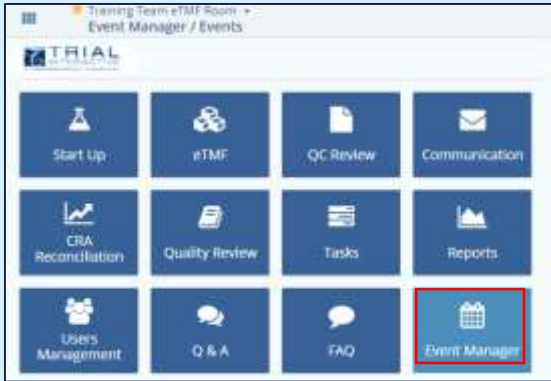 Training Team eTMF Room
Event Manager / Events
TRIAL
INTERACTIVE
Start Up
eTMF
QC Review
Communication
CRA
Reconciliation
Quality Review
Tasks
Reports
Users
Management
Q & A
FAQ
Event Manager